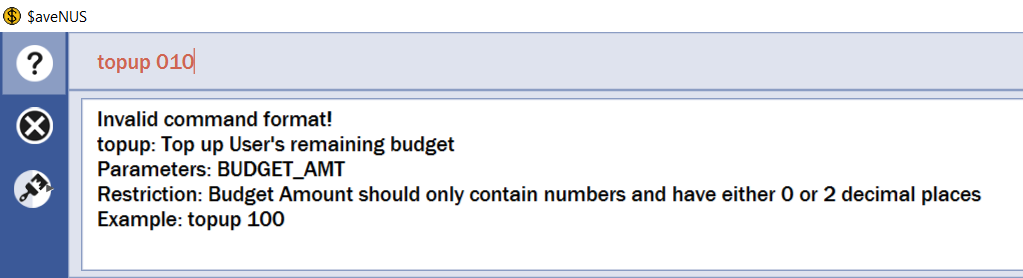 $aveNUS
topup 010
Invalid command format!
topup: Top up User's remaining budget
Parameters: BUDGET_AMT
Restriction: Budget Amount should only contain numbers and have either 0 or 2 decimal places
Example: topup 100